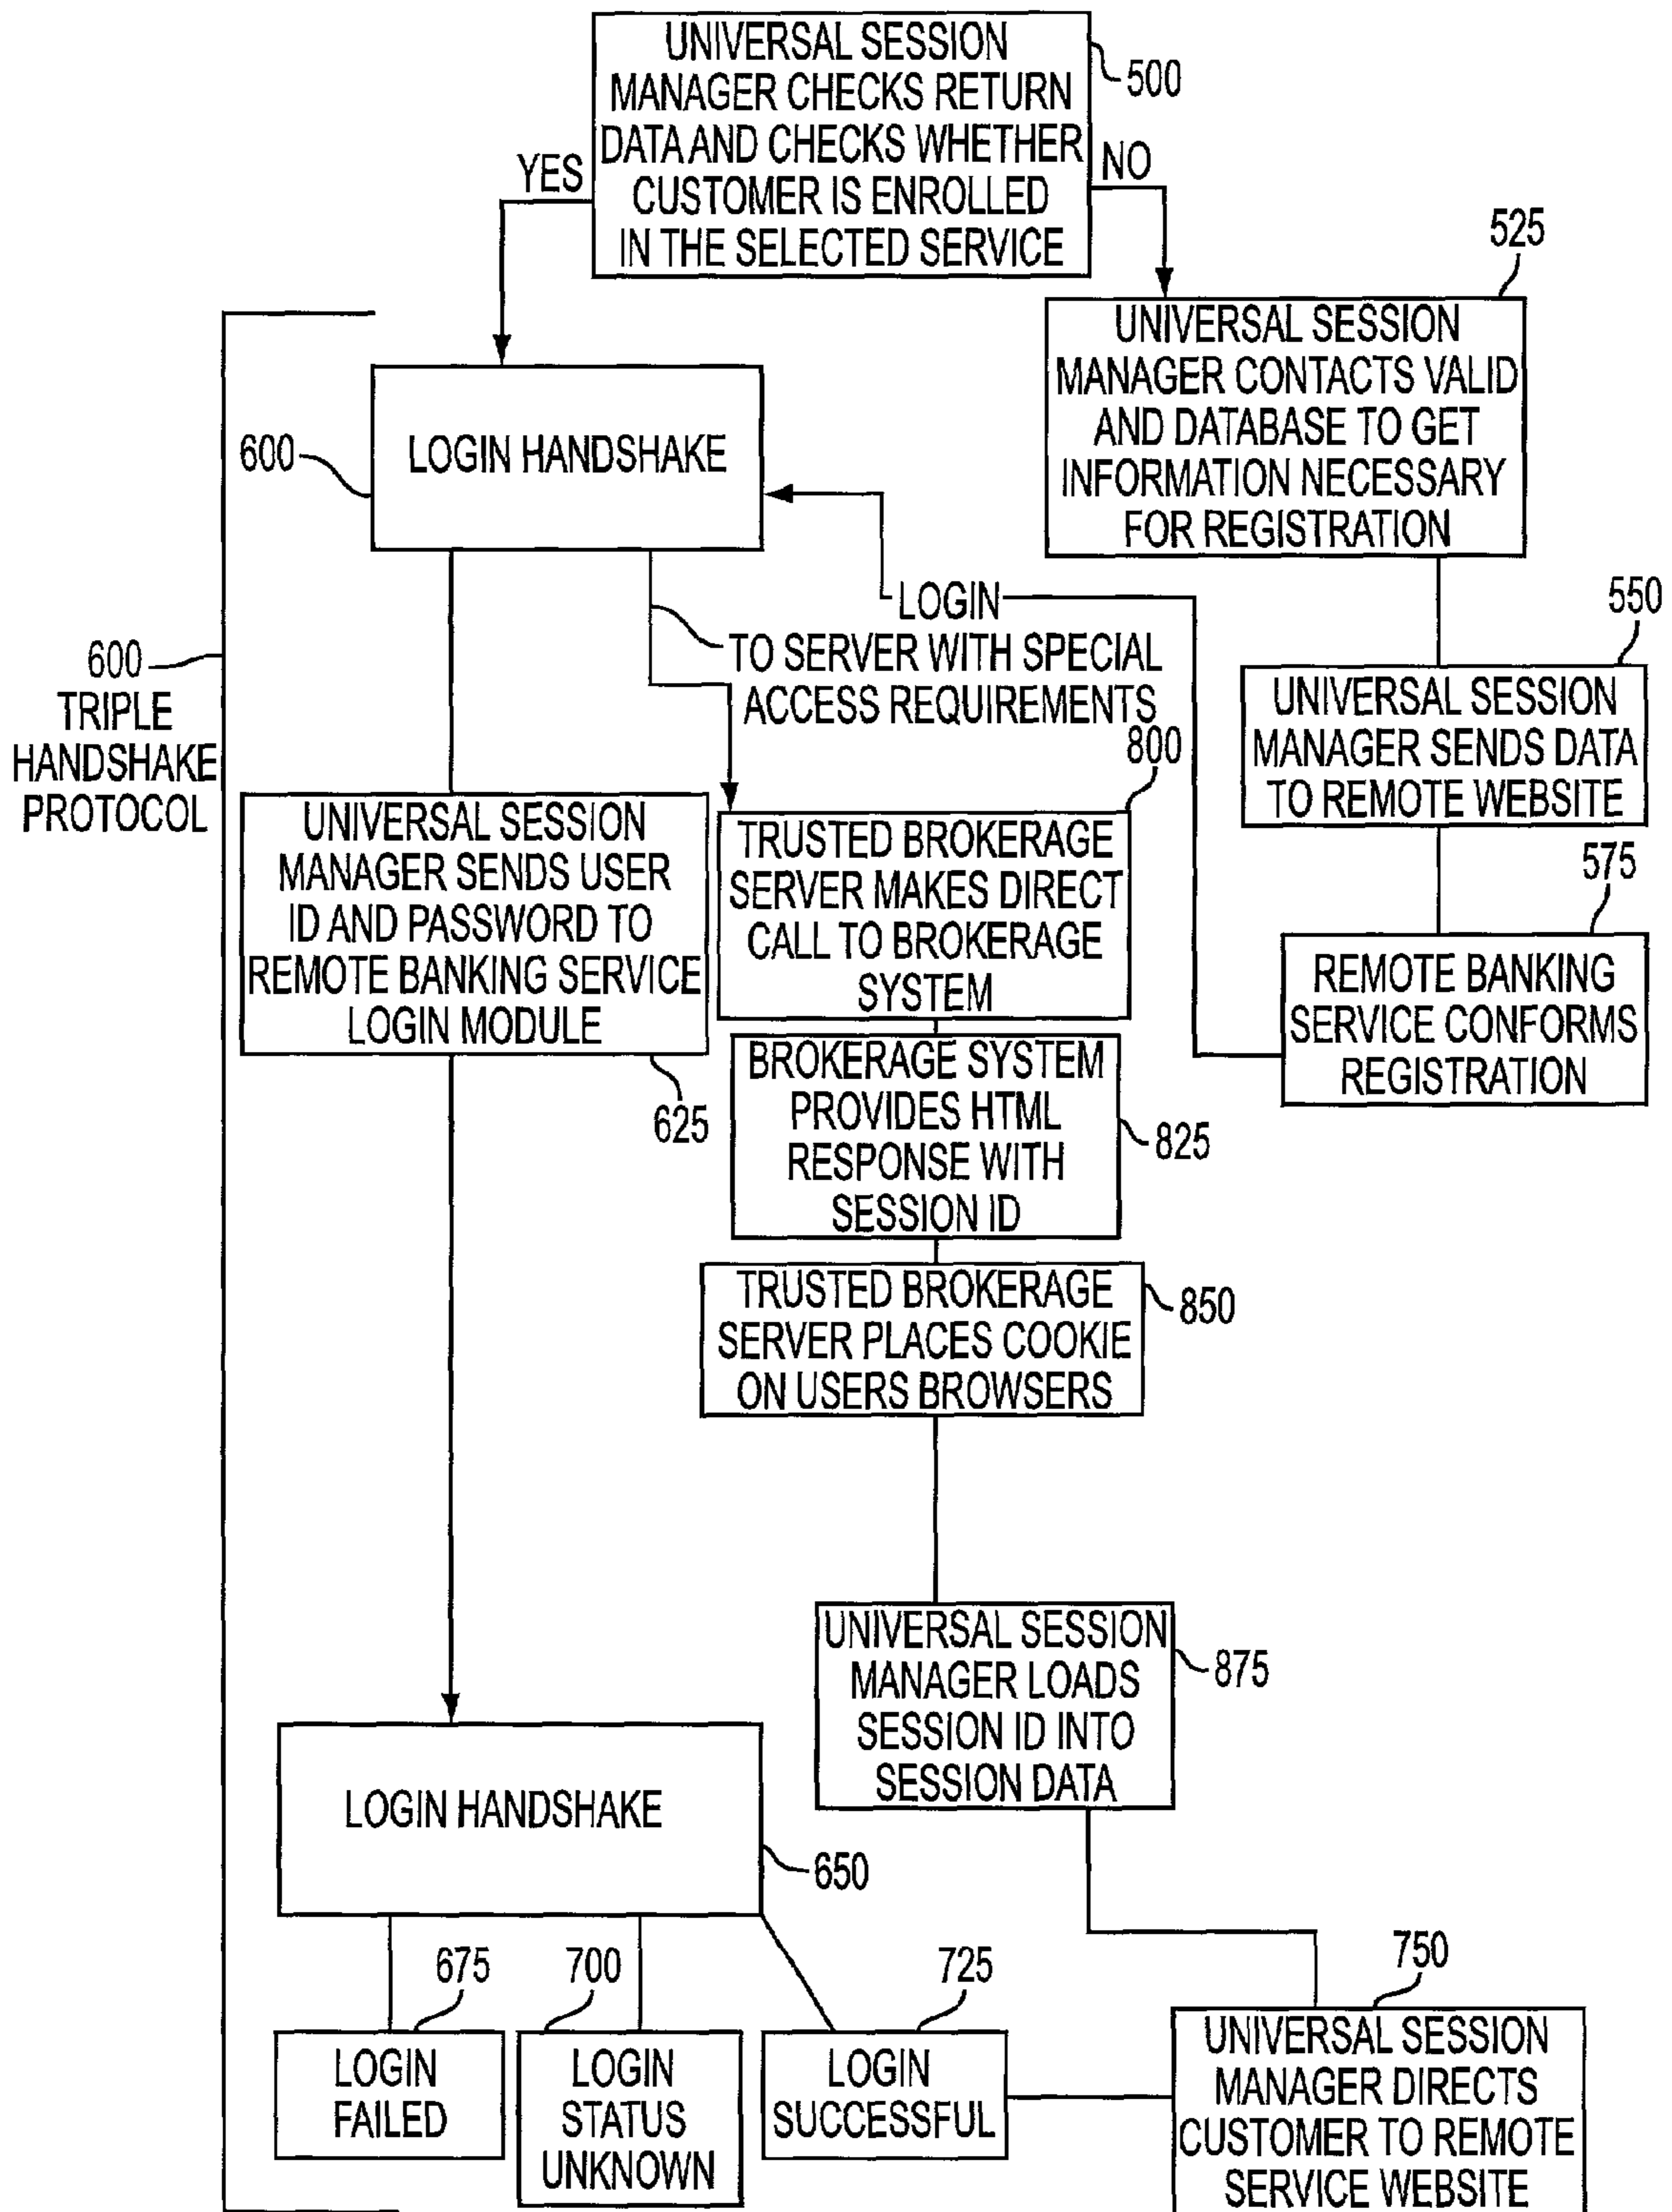 UNIVERSAL SESSION
MANAGER CHECKS RETURN
DATA AND CHECKS WHETHER
CUSTOMER IS ENROLLED
IN THE SELECTED SERVICE
500
YES
NO
525
UNIVERSAL SESSION
MANAGER CONTACTS VALID
AND DATABASE TO GET
INFORMATION NECESSARY
FOR REGISTRATION
LOGIN HANDSHAKE
600
LOGIN
TO SERVER WITH SPECIAL
ACCESS REQUIREMENTS
550
UNIVERSAL SESSION
MANAGER SENDS DATA
TO REMOTE WEBSITE
600
TRIPLE
HANDSHAKE
PROTOCOL
UNIVERSAL SESSION
MANAGER SENDS USER
ID AND PASSWORD TO
REMOTE BANKING SERVICE
LOGIN MODULE
625
800
TRUSTED BROKERAGE
SERVER MAKES DIRECT
CALL TO BROKERAGE
SYSTEM
575
REMOTE BANKING
SERVICE CONFORMS
REGISTRATION
BROKERAGE SYSTEM
PROVIDES HTML
RESPONSE WITH
SESSION ID
825
TRUSTED BROKERAGE
SERVER PLACES COOKIE
ON USERS BROWSERS
850
UNIVERSAL SESSION
MANAGER LOADS
SESSION ID INTO
SESSION DATA
875
LOGIN HANDSHAKE
650
675
LOGIN
FAILED
700
LOGIN
STATUS
UNKNOWN
725
LOGIN
SUCCESSFUL
750
UNIVERSAL SESSION
MANAGER DIRECTS
CUSTOMER TO REMOTE
SERVICE WEBSITE